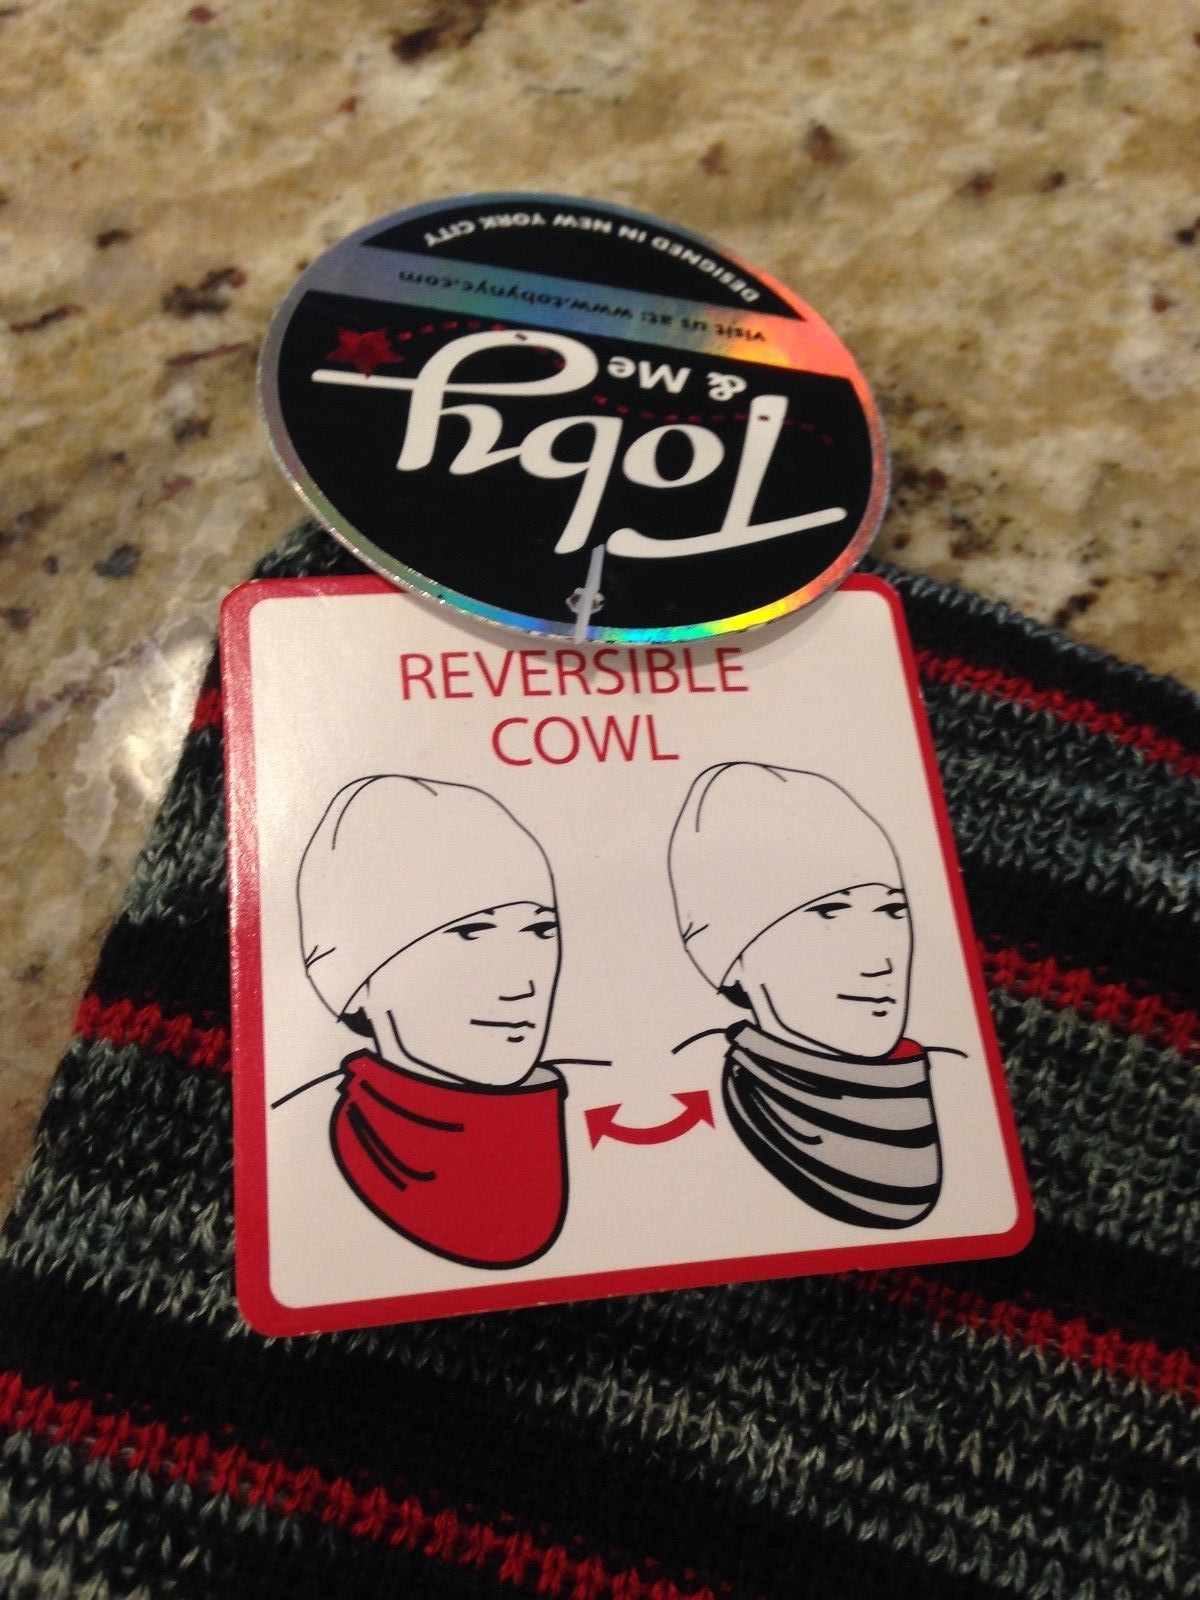 Toby
& Me
visit us at: www.tobynyc.com
DESIGNED IN NEW YORK CITY
REVERSIBLE
COWL